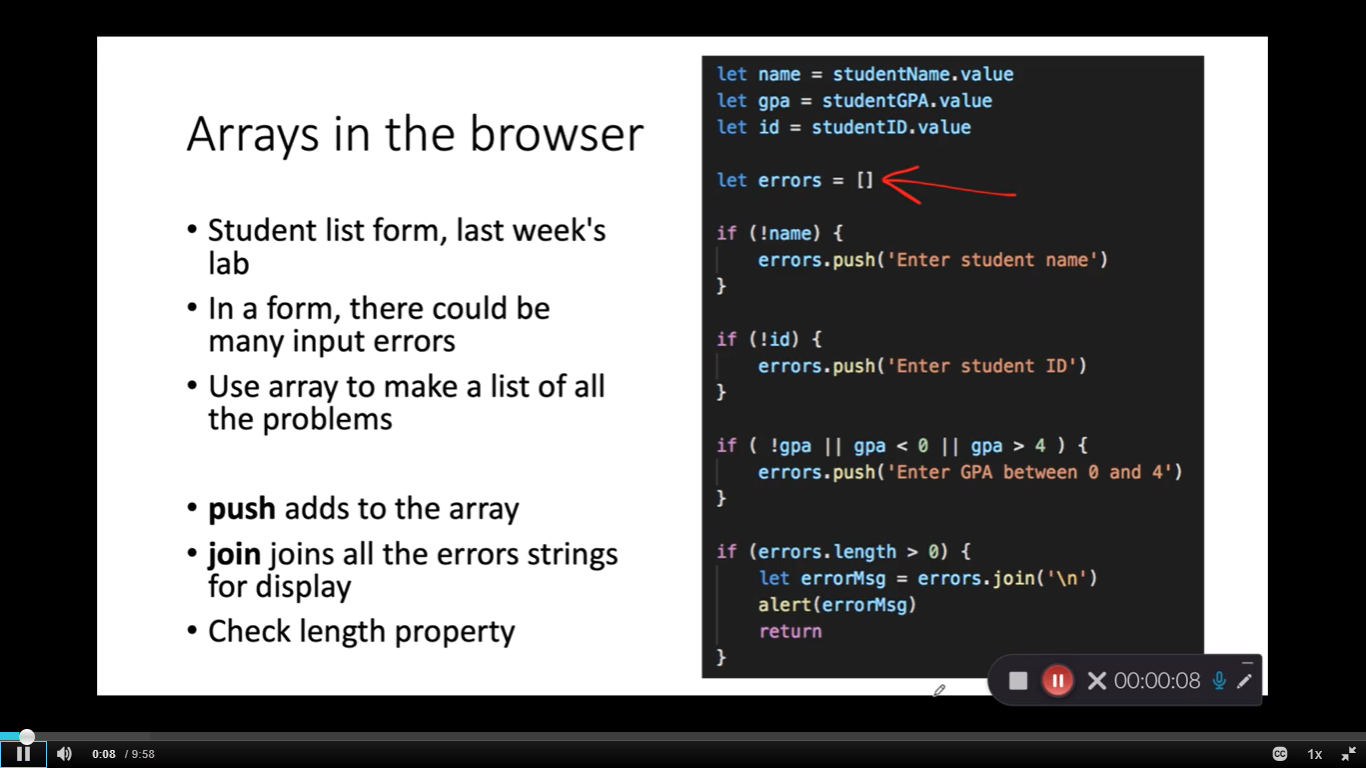 Arrays in the browser
• Student list form, last week's
lab
• In a form, there could be
many input errors
• Use array to make a list of all
the problems
• push adds to the array
• join joins all the errors strings
for display
• Check length property
let name = studentName.value
let gpa = studentGPA.value
let id = studentID.value
let errors = []
if (!name) {
    errors.push('Enter student name')
}
if (!id) {
    errors.push('Enter student ID')
}
if ( !gpa || gpa < 0 || gpa > 4 ) {
    errors.push('Enter GPA between 0 and 4')
}
if (errors.length > 0) {
    let errorMsg = errors.join('\n')
    alert(errorMsg)
    return
}
00:00:08
0:08 / 9:58
CC
1x